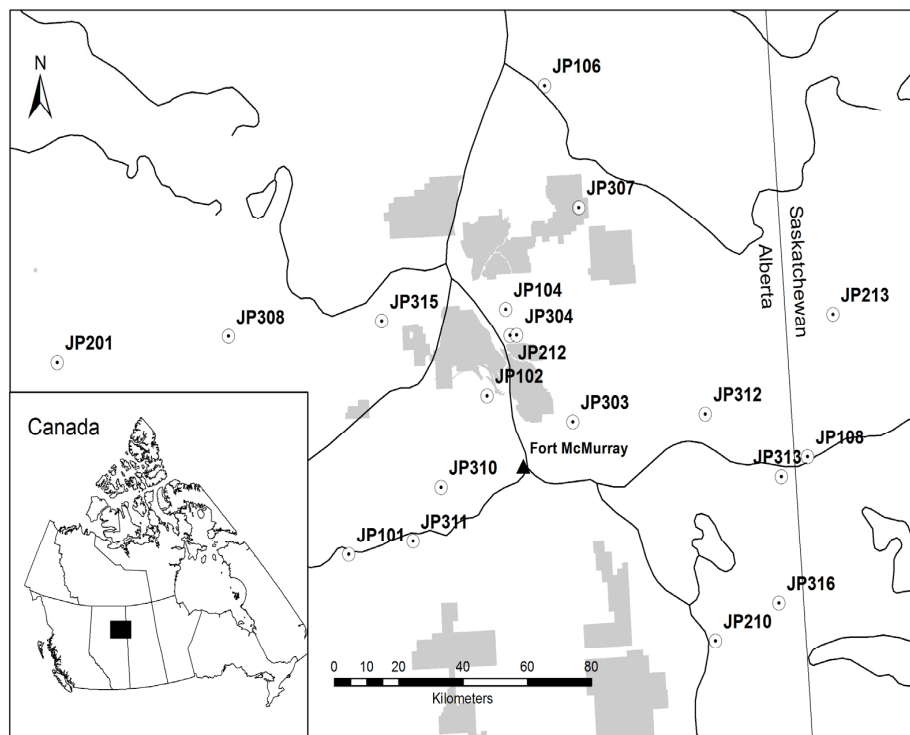 N
JP106
JP307
Saskatchewan
Alberta
JP104
JP315
JP304
JP213
JP308
JP201
JP212
JP102
JP303
JP312
Canada
Fort McMurray
JP108
JP313
JP310
JP101
JP311
JP316
JP210
0 10 20 40 60 80
Kilometers